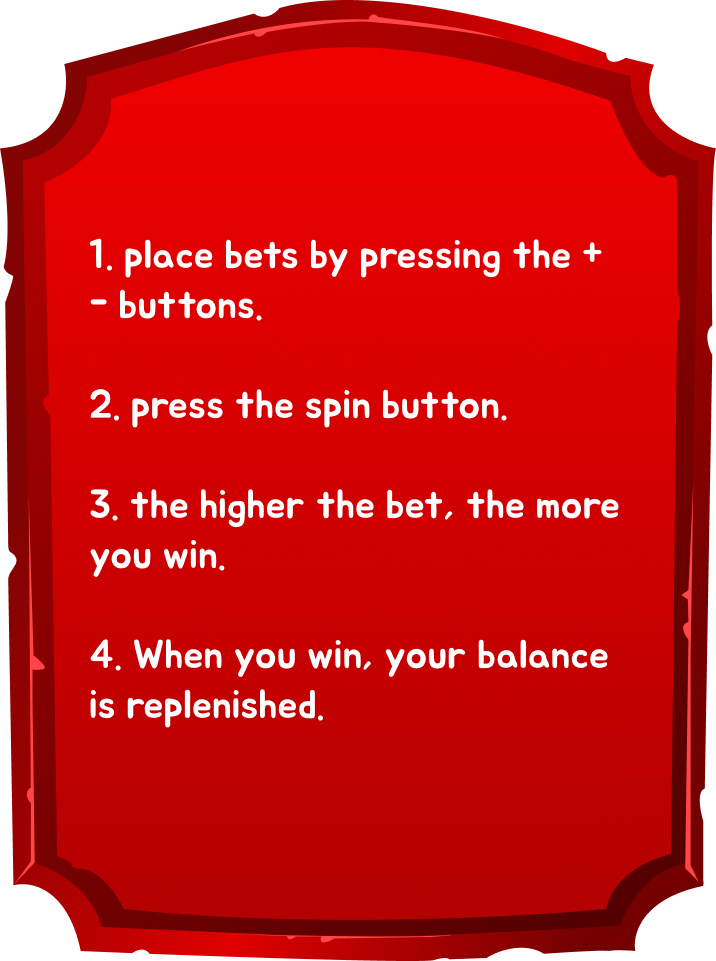 1. place bets by pressing the +
- buttons.
2. press the spin button.
3. the higher the bet, the more
you win.
4. When you win, your balance
is replenished.